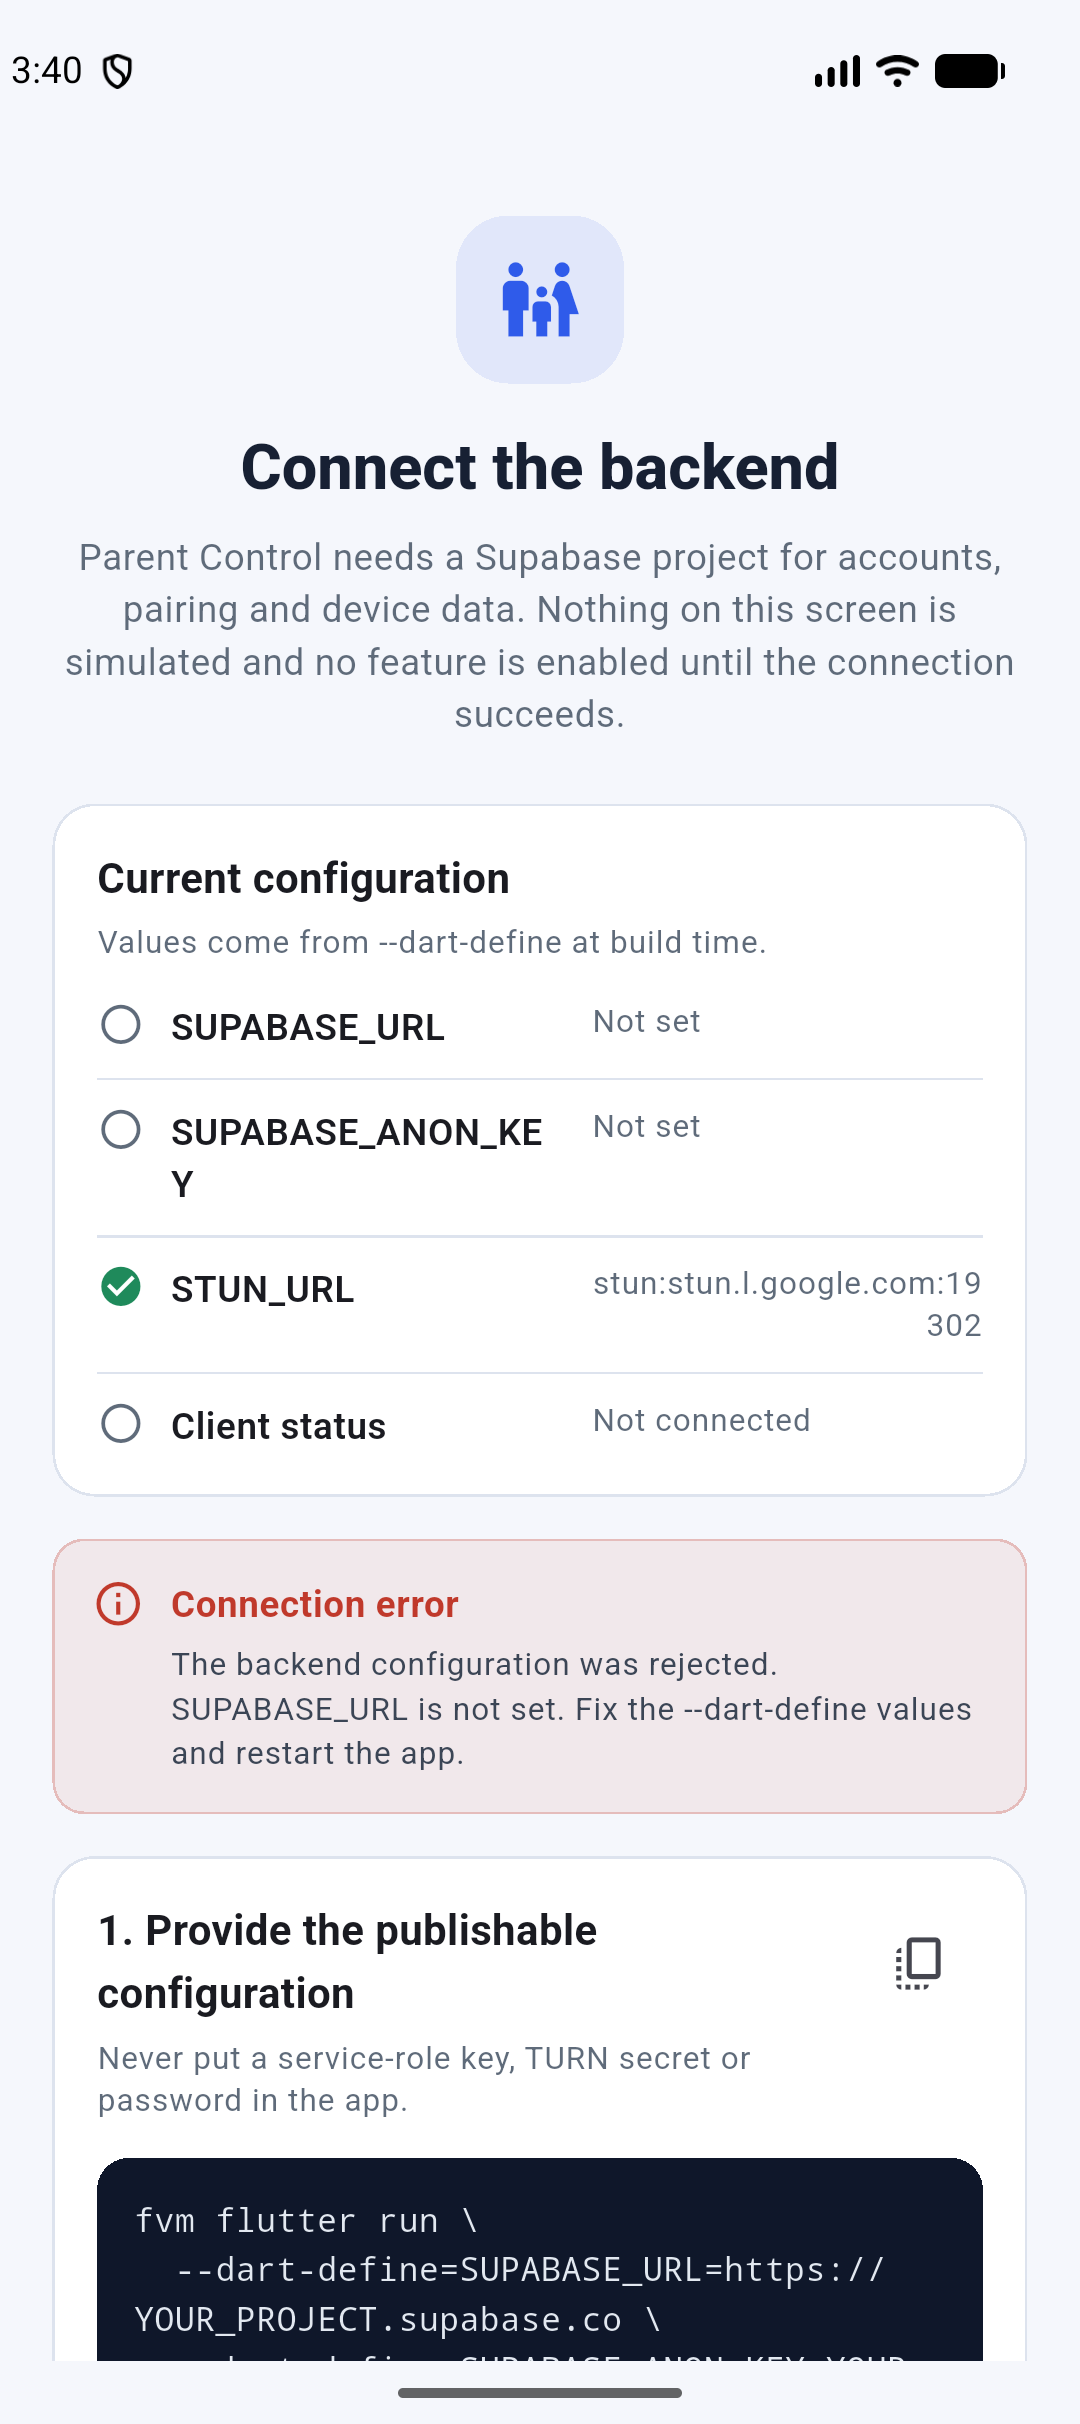 3:40
Connect the backend
Parent Control needs a Supabase project for accounts,
pairing and device data. Nothing on this screen is
simulated and no feature is enabled until the connection
succeeds.
Current configuration
Values come from --dart-define at build time.
SUPABASE_URL
Not set
SUPABASE_ANON_KE
Y
Not set
STUN_URL
stun:stun.l.google.com:19
302
Client status
Not connected
Connection error
The backend configuration was rejected.
SUPABASE_URL is not set. Fix the --dart-define values
and restart the app.
1. Provide the publishable
configuration
Never put a service-role key, TURN secret or
password in the app.
fvm flutter run \
--dart-define=SUPABASE_URL=https://
YOUR_PROJECT.supabase.co \